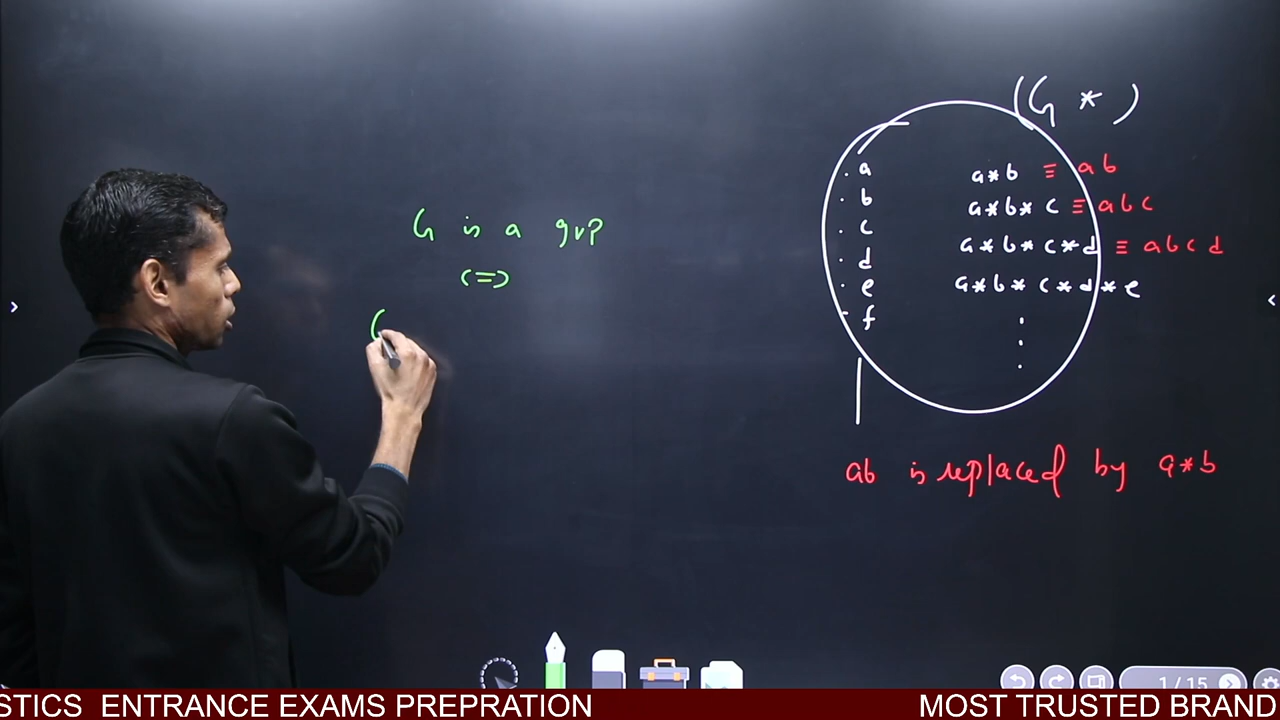 (G *)
a
b
c
d
e
f
a*b ≡ ab
a*b*c ≡ abc
a*b*c*d ≡ abcd
a*b*c*d*e
G is a grp
<=>
(
ab is replaced by a*b
1/15
STICS ENTRANCE EXAMS PREPRATION
MOST TRUSTED BRAND